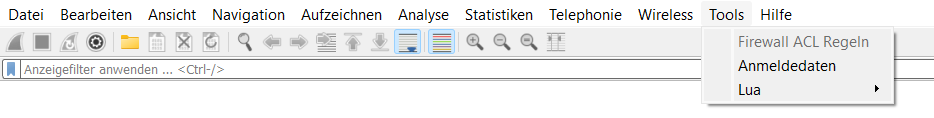 Datei Bearbeiten Ansicht Navigation Aufzeichnen Analyse Statistiken Telephonie Wireless Tools Hilfe
Firewall ACL Regeln
Anmeldedaten
Anzeigefilter anwenden ... <Ctrl-/>
Lua